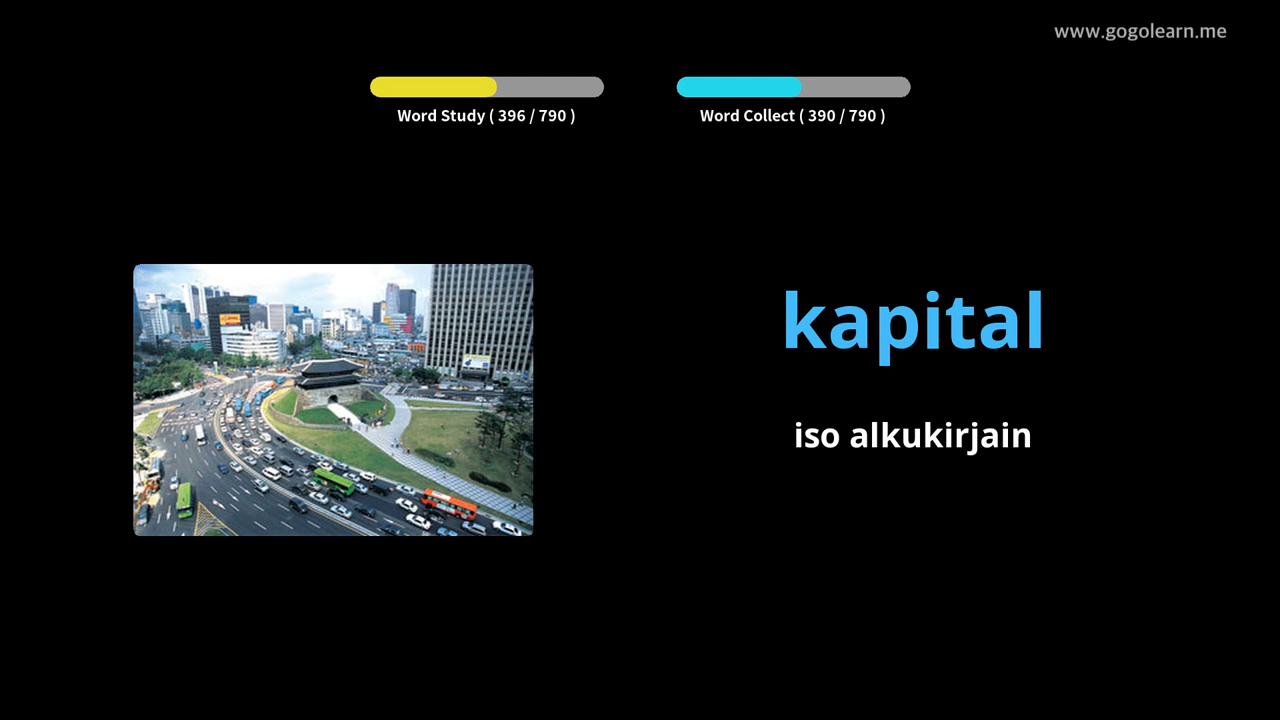 www.gogolearn.me
Word Study ( 396 / 790 )
Word Collect ( 390 / 790 )
kapital
iso alkukirjain